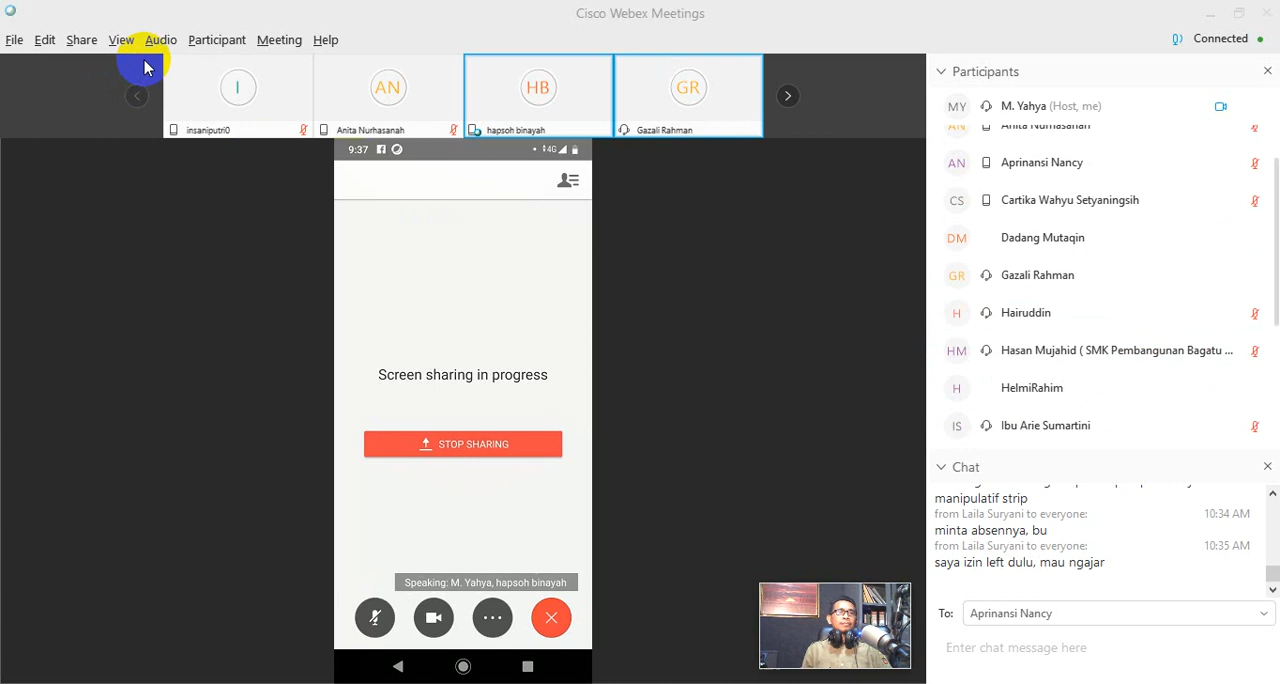 Cisco Webex Meetings
File Edit Share View Audio Participant Meeting Help
Connected
I
insaniputri0
AN
Anita Nurhasanah
HB
hapsoh binayah
GR
Gazali Rahman
9:37
4G
Screen sharing in progress
STOP SHARING
Speaking: M. Yahya, hapsoh binayah
Participants
MY M. Yahya (Host, me)
AN Anita Nurhasanah
AN Aprinansi Nancy
CS Cartika Wahyu Setyaningsih
DM Dadang Mutaqin
GR Gazali Rahman
H Hairuddin
HM Hasan Mujahid ( SMK Pembangunan Bagatu ...
H HelmiRahim
IS Ibu Arie Sumartini
Chat
manipulatif strip
from Laila Suryani to everyone: 10:34 AM
minta absennya, bu
from Laila Suryani to everyone: 10:35 AM
saya izin left dulu, mau ngajar
To: Aprinansi Nancy
Enter chat message here